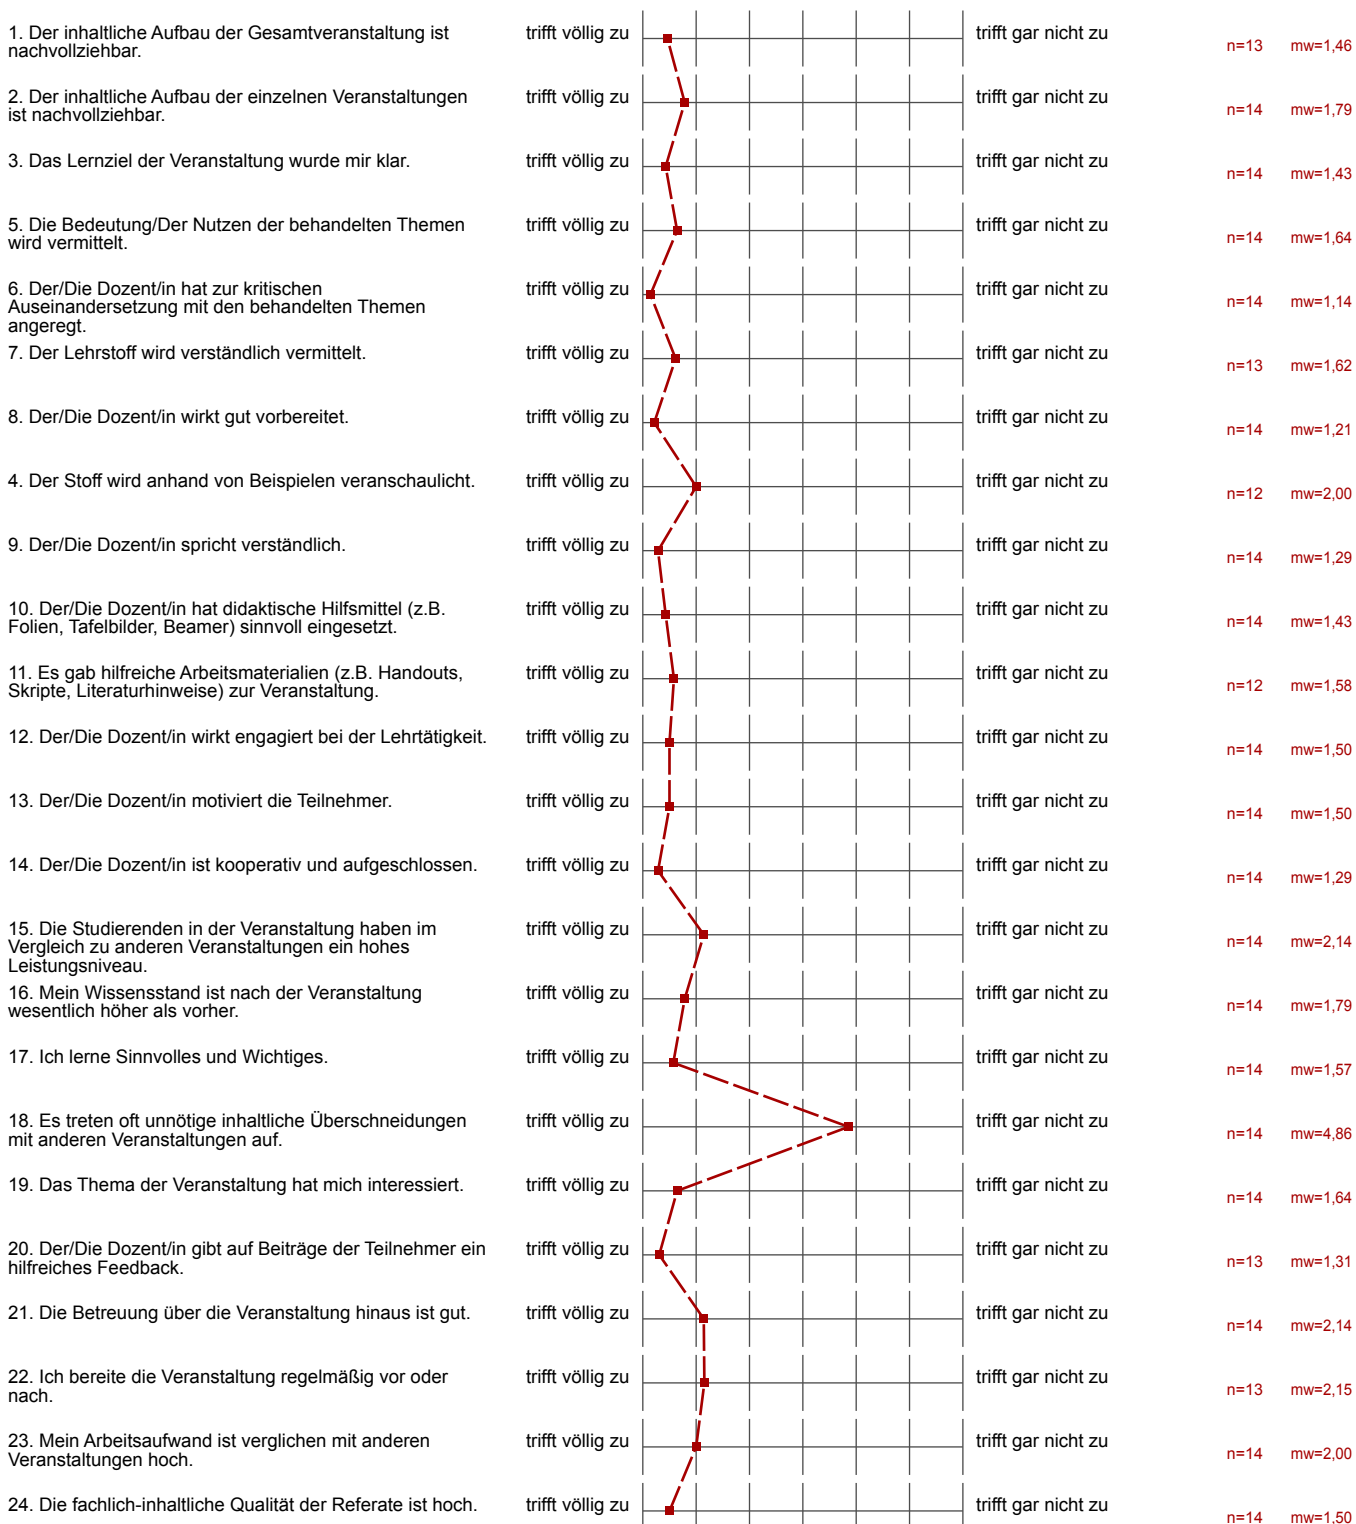 1. Der inhaltliche Aufbau der Gesamtveranstaltung ist
nachvollziehbar.
trifft völlig zu
trifft gar nicht zu
n=13 mw=1,46
2. Der inhaltliche Aufbau der einzelnen Veranstaltungen
ist nachvollziehbar.
trifft völlig zu
trifft gar nicht zu
n=14 mw=1,79
3. Das Lernziel der Veranstaltung wurde mir klar.
trifft völlig zu
trifft gar nicht zu
n=14 mw=1,43
5. Die Bedeutung/Der Nutzen der behandelten Themen
wird vermittelt.
trifft völlig zu
trifft gar nicht zu
n=14 mw=1,64
6. Der/Die Dozent/in hat zur kritischen
Auseinandersetzung mit den behandelten Themen
angeregt.
trifft völlig zu
trifft gar nicht zu
n=14 mw=1,14
7. Der Lehrstoff wird verständlich vermittelt.
trifft völlig zu
trifft gar nicht zu
n=13 mw=1,62
8. Der/Die Dozent/in wirkt gut vorbereitet.
trifft völlig zu
trifft gar nicht zu
n=14 mw=1,21
4. Der Stoff wird anhand von Beispielen veranschaulicht.
trifft völlig zu
trifft gar nicht zu
n=12 mw=2,00
9. Der/Die Dozent/in spricht verständlich.
trifft völlig zu
trifft gar nicht zu
n=14 mw=1,29
10. Der/Die Dozent/in hat didaktische Hilfsmittel (z.B.
Folien, Tafelbilder, Beamer) sinnvoll eingesetzt.
trifft völlig zu
trifft gar nicht zu
n=14 mw=1,43
11. Es gab hilfreiche Arbeitsmaterialien (z.B. Handouts,
Skripte, Literaturhinweise) zur Veranstaltung.
trifft völlig zu
trifft gar nicht zu
n=12 mw=1,58
12. Der/Die Dozent/in wirkt engagiert bei der Lehrtätigkeit.
trifft völlig zu
trifft gar nicht zu
n=14 mw=1,50
13. Der/Die Dozent/in motiviert die Teilnehmer.
trifft völlig zu
trifft gar nicht zu
n=14 mw=1,50
14. Der/Die Dozent/in ist kooperativ und aufgeschlossen.
trifft völlig zu
trifft gar nicht zu
n=14 mw=1,29
15. Die Studierenden in der Veranstaltung haben im
Vergleich zu anderen Veranstaltungen ein hohes
Leistungsniveau.
trifft völlig zu
trifft gar nicht zu
n=14 mw=2,14
16. Mein Wissensstand ist nach der Veranstaltung
wesentlich höher als vorher.
trifft völlig zu
trifft gar nicht zu
n=14 mw=1,79
17. Ich lerne Sinnvolles und Wichtiges.
trifft völlig zu
trifft gar nicht zu
n=14 mw=1,57
18. Es treten oft unnötige inhaltliche Überschneidungen
mit anderen Veranstaltungen auf.
trifft völlig zu
trifft gar nicht zu
n=14 mw=4,86
19. Das Thema der Veranstaltung hat mich interessiert.
trifft völlig zu
trifft gar nicht zu
n=14 mw=1,64
20. Der/Die Dozent/in gibt auf Beiträge der Teilnehmer ein
hilfreiches Feedback.
trifft völlig zu
trifft gar nicht zu
n=13 mw=1,31
21. Die Betreuung über die Veranstaltung hinaus ist gut.
trifft völlig zu
trifft gar nicht zu
n=14 mw=2,14
22. Ich bereite die Veranstaltung regelmäßig vor oder
nach.
trifft völlig zu
trifft gar nicht zu
n=13 mw=2,15
23. Mein Arbeitsaufwand ist verglichen mit anderen
Veranstaltungen hoch.
trifft völlig zu
trifft gar nicht zu
n=14 mw=2,00
24. Die fachlich-inhaltliche Qualität der Referate ist hoch.
trifft völlig zu
trifft gar nicht zu
n=14 mw=1,50